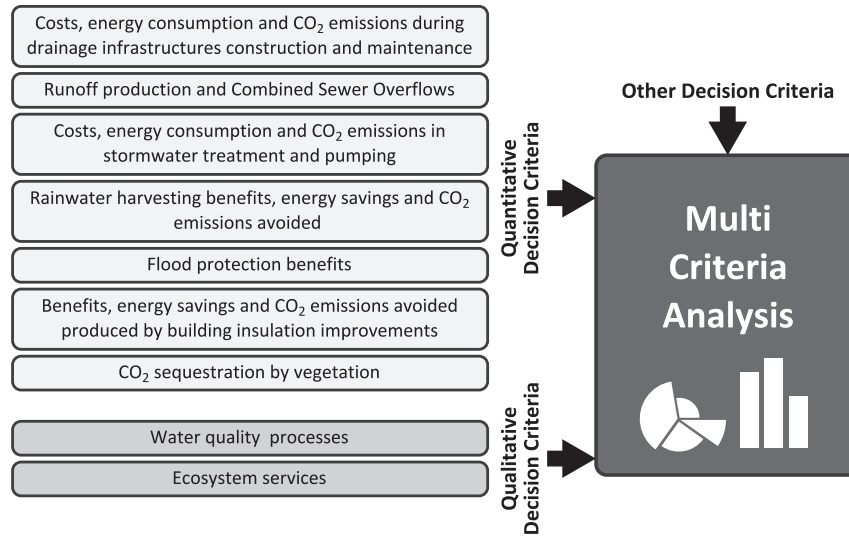 Costs, energy consumption and CO₂ emissions during
drainage infrastructures construction and maintenance
Runoff production and Combined Sewer Overflows
Costs, energy consumption and CO₂ emissions in
stormwater treatment and pumping
Rainwater harvesting benefits, energy savings and CO₂
emissions avoided
Flood protection benefits
Benefits, energy savings and CO₂ emissions avoided
produced by building insulation improvements
CO₂ sequestration by vegetation
Water quality processes
Ecosystem services
Quantitative
Decision Criteria
Qualitative
Decision Criteria
Other Decision Criteria
Multi
Criteria
Analysis